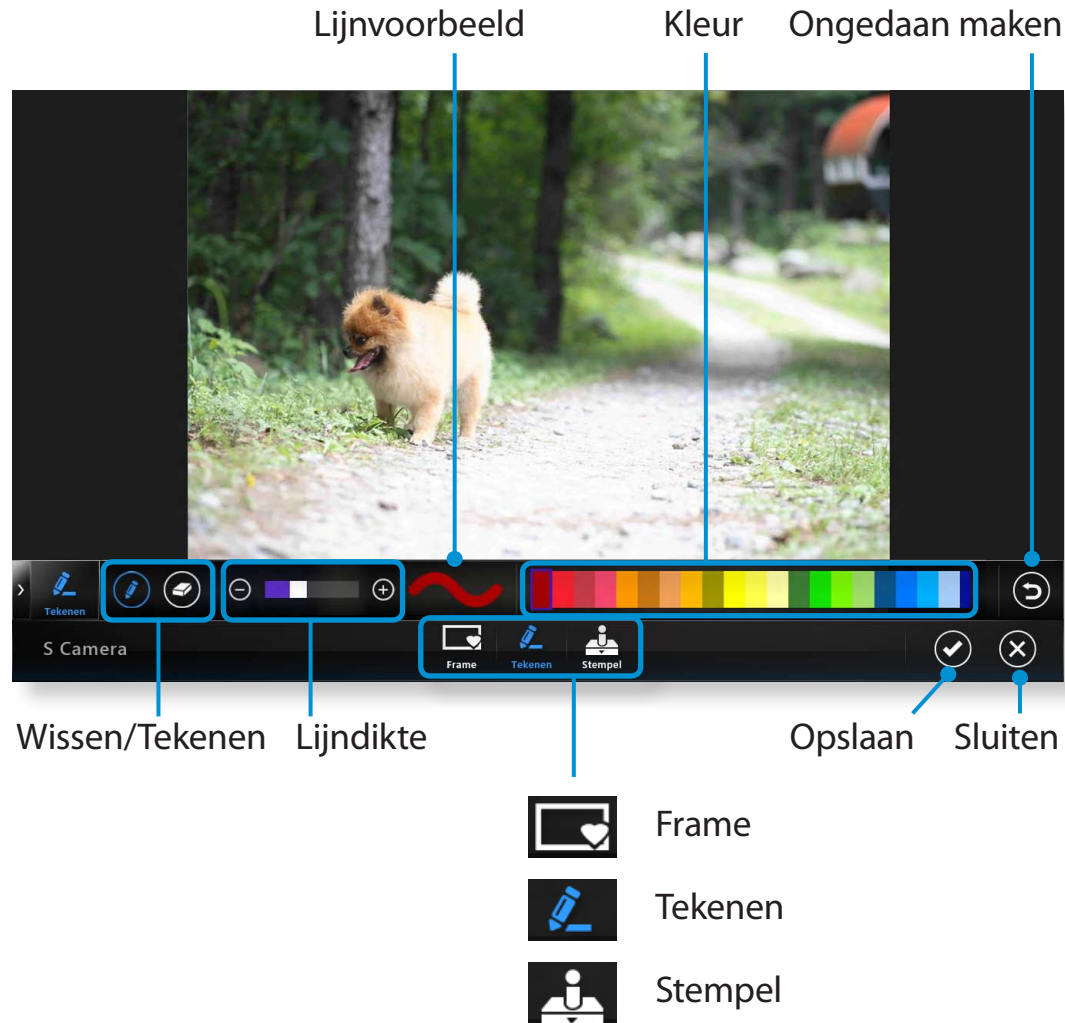 Lijnvoorbeeld Kleur Ongedaan maken
Tekenen
S Camera
Frame Tekenen Stempel
Wissen/Tekenen Lijndikte Opslaan Sluiten
Frame
Tekenen
Stempel